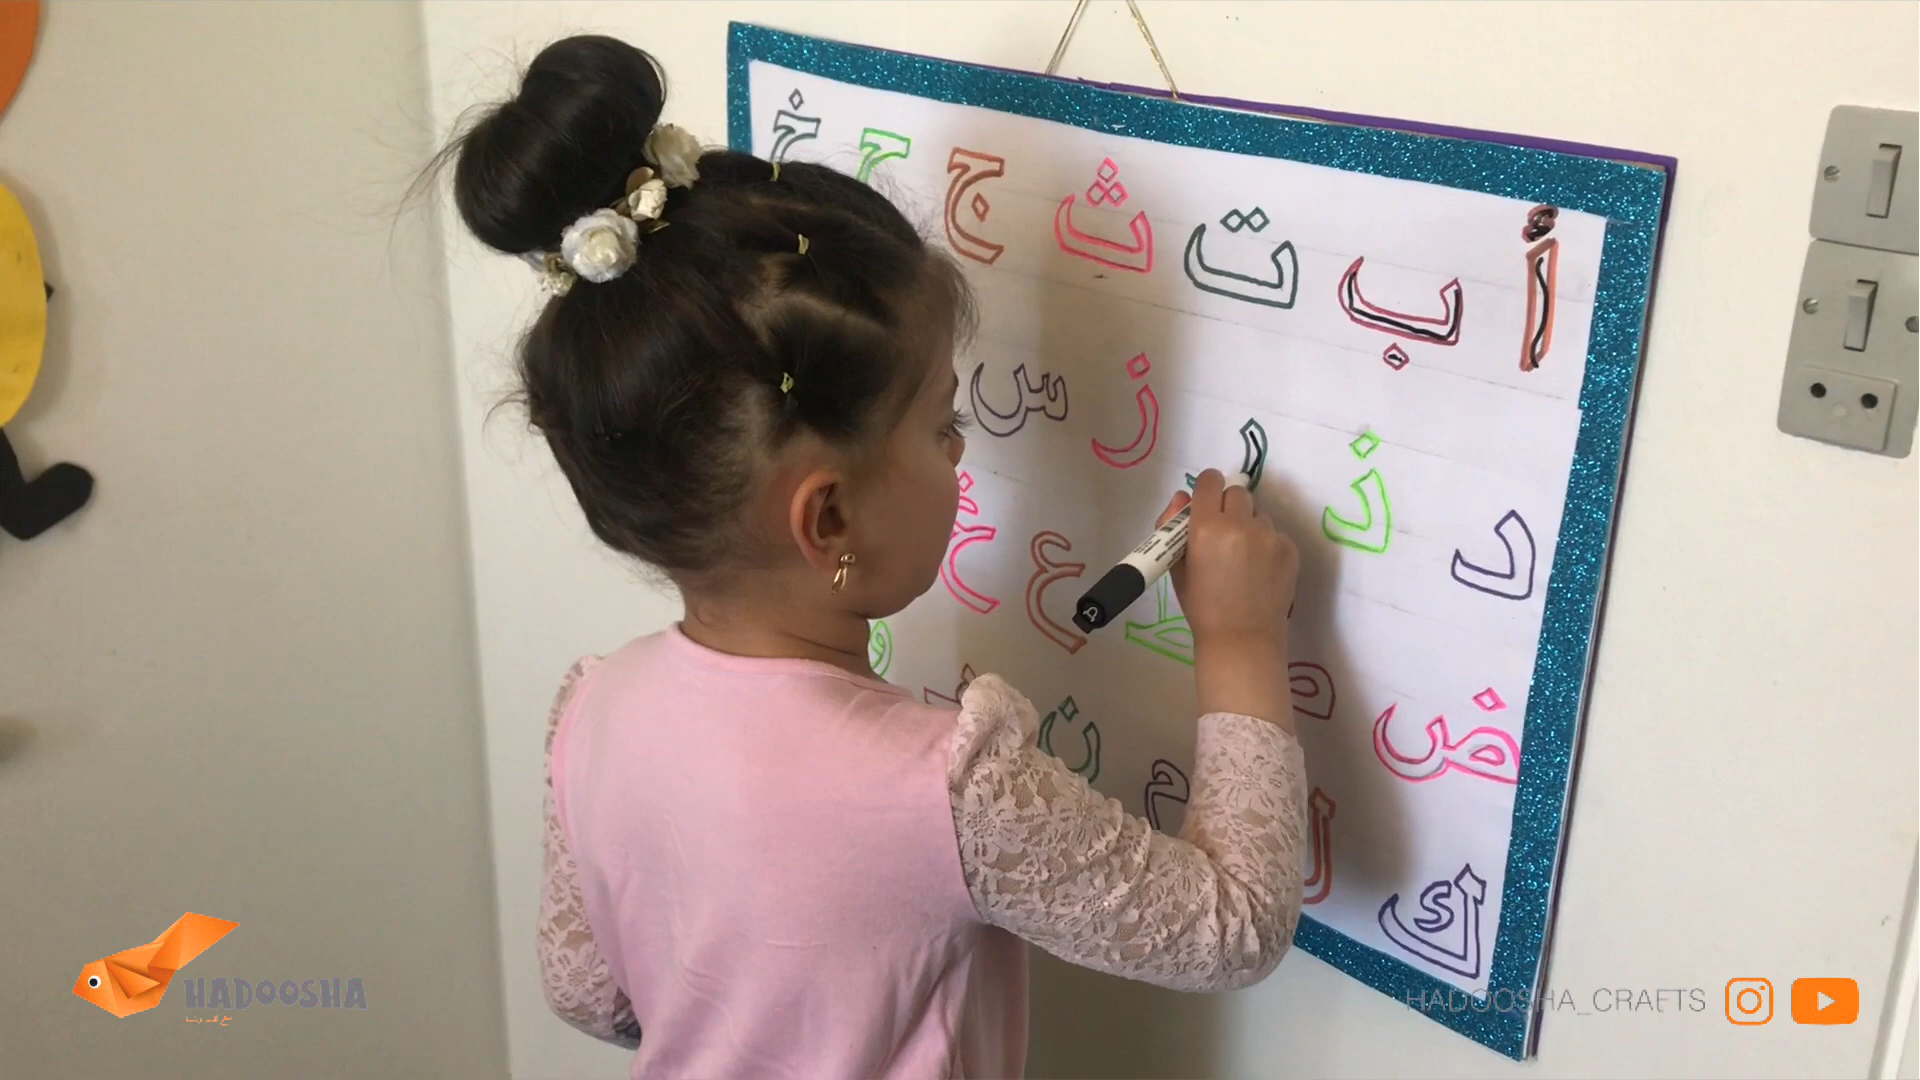 أ ب ت ث ج ح خ
د ذ ر ز س
ض ط ع غ
ك ل م ن و
HADOOSHA
HADOOSHA_CRAFTS